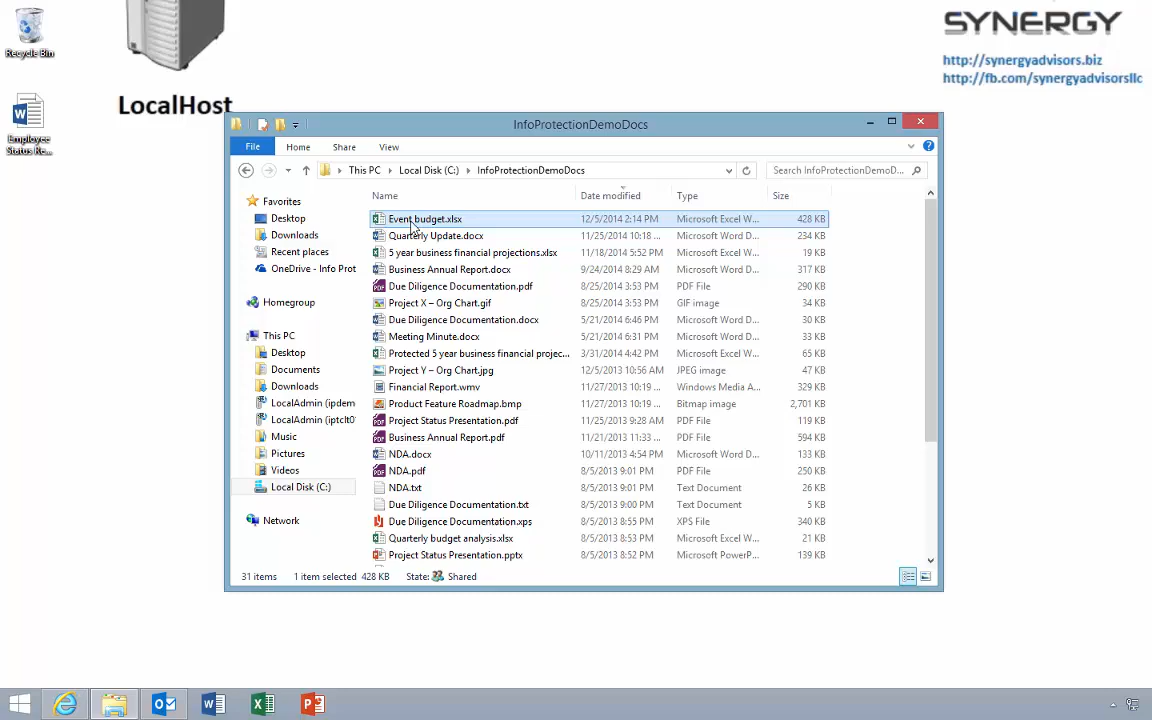 Recycle Bin
Employee
Status Re...
LocalHost
SYNERGY
http://synergyadvisors.biz
http://fb.com/synergyadvisorsllc
InfoProtectionDemoDocs
File Home Share View
This PC Local Disk (C:) InfoProtectionDemoDocs Search InfoProtectionDemoD...
Name Date modified Type Size
Favorites
Desktop
Downloads
Recent places
OneDrive - Info Prot
Homegroup
This PC
Desktop
Documents
Downloads
LocalAdmin (ipdem
LocalAdmin (iptclt0
Music
Pictures
Videos
Local Disk (C:)
Network
Event budget.xlsx 12/5/2014 2:14 PM Microsoft Excel W... 428 KB
Quarterly Update.docx 11/25/2014 10:18 ... Microsoft Word D... 234 KB
5 year business financial projections.xlsx 11/18/2014 5:52 PM Microsoft Excel W... 19 KB
Business Annual Report.docx 9/24/2014 8:29 AM Microsoft Word D... 317 KB
Due Diligence Documentation.pdf 8/25/2014 3:53 PM PDF File 290 KB
Project X – Org Chart.gif 8/25/2014 3:53 PM GIF image 34 KB
Due Diligence Documentation.docx 5/21/2014 6:46 PM Microsoft Word D... 30 KB
Meeting Minute.docx 5/21/2014 6:31 PM Microsoft Word D... 33 KB
Protected 5 year business financial projec... 3/31/2014 4:42 PM Microsoft Excel W... 65 KB
Project Y – Org Chart.jpg 12/5/2013 10:56 AM JPEG image 47 KB
Financial Report.wmv 11/27/2013 10:19 ... Windows Media A... 329 KB
Product Feature Roadmap.bmp 11/27/2013 10:19 ... Bitmap image 2,701 KB
Project Status Presentation.pdf 11/25/2013 9:28 AM PDF File 119 KB
Business Annual Report.pdf 11/21/2013 11:33 ... PDF File 594 KB
NDA.docx 10/11/2013 4:54 PM Microsoft Word D... 133 KB
NDA.pdf 8/5/2013 9:01 PM PDF File 250 KB
NDA.txt 8/5/2013 9:01 PM Text Document 26 KB
Due Diligence Documentation.txt 8/5/2013 9:00 PM Text Document 5 KB
Due Diligence Documentation.xps 8/5/2013 8:55 PM XPS File 340 KB
Quarterly budget analysis.xlsx 8/5/2013 8:53 PM Microsoft Excel W... 21 KB
Project Status Presentation.pptx 8/5/2013 8:52 PM Microsoft PowerP... 139 KB
31 items 1 item selected 428 KB State: Shared